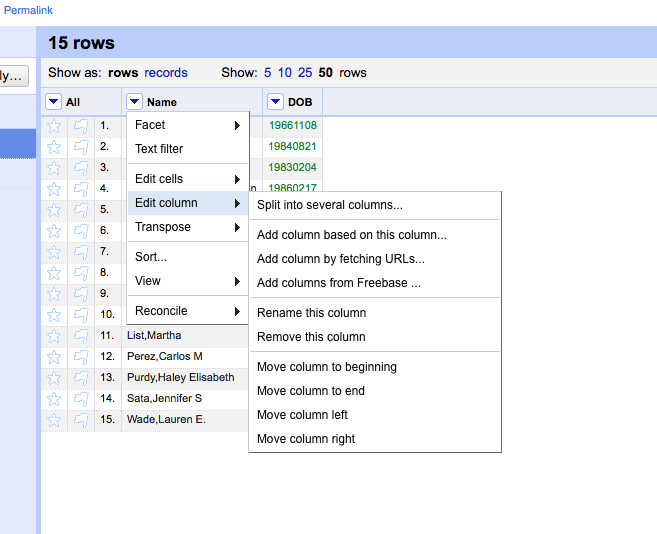 Permalink
15 rows
ly…
Show as: rows records Show: 5 10 25 50 rows
All Name DOB
1. 19661108
2. 19840821
3. 19830204
4. n 19860217
5.
6.
7.
8.
9.
10.
11. List,Martha
12. Perez,Carlos M
13. Purdy,Haley Elisabeth
14. Sata,Jennifer S
15. Wade,Lauren E.
Facet
Text filter
Edit cells
Edit column
Transpose
Sort...
View
Reconcile
Split into several columns...
Add column based on this column...
Add column by fetching URLs...
Add columns from Freebase ...
Rename this column
Remove this column
Move column to beginning
Move column to end
Move column left
Move column right